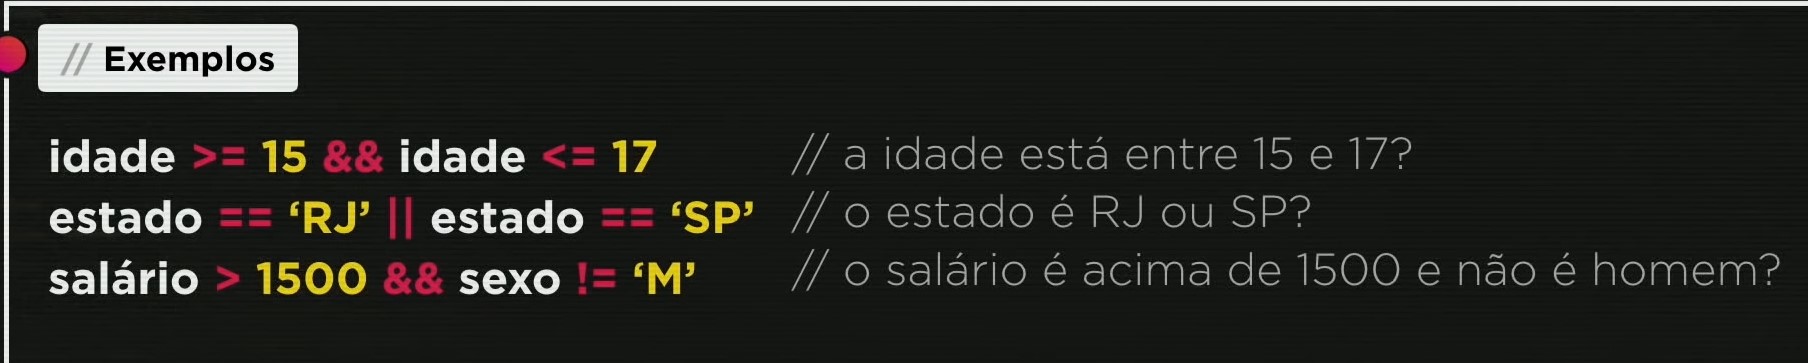 // Exemplos
idade >= 15 && idade <= 17 // a idade está entre 15 e 17?
estado == ‘RJ’ || estado == ‘SP’ // o estado é RJ ou SP?
salário > 1500 && sexo != ‘M’ // o salário é acima de 1500 e não é homem?